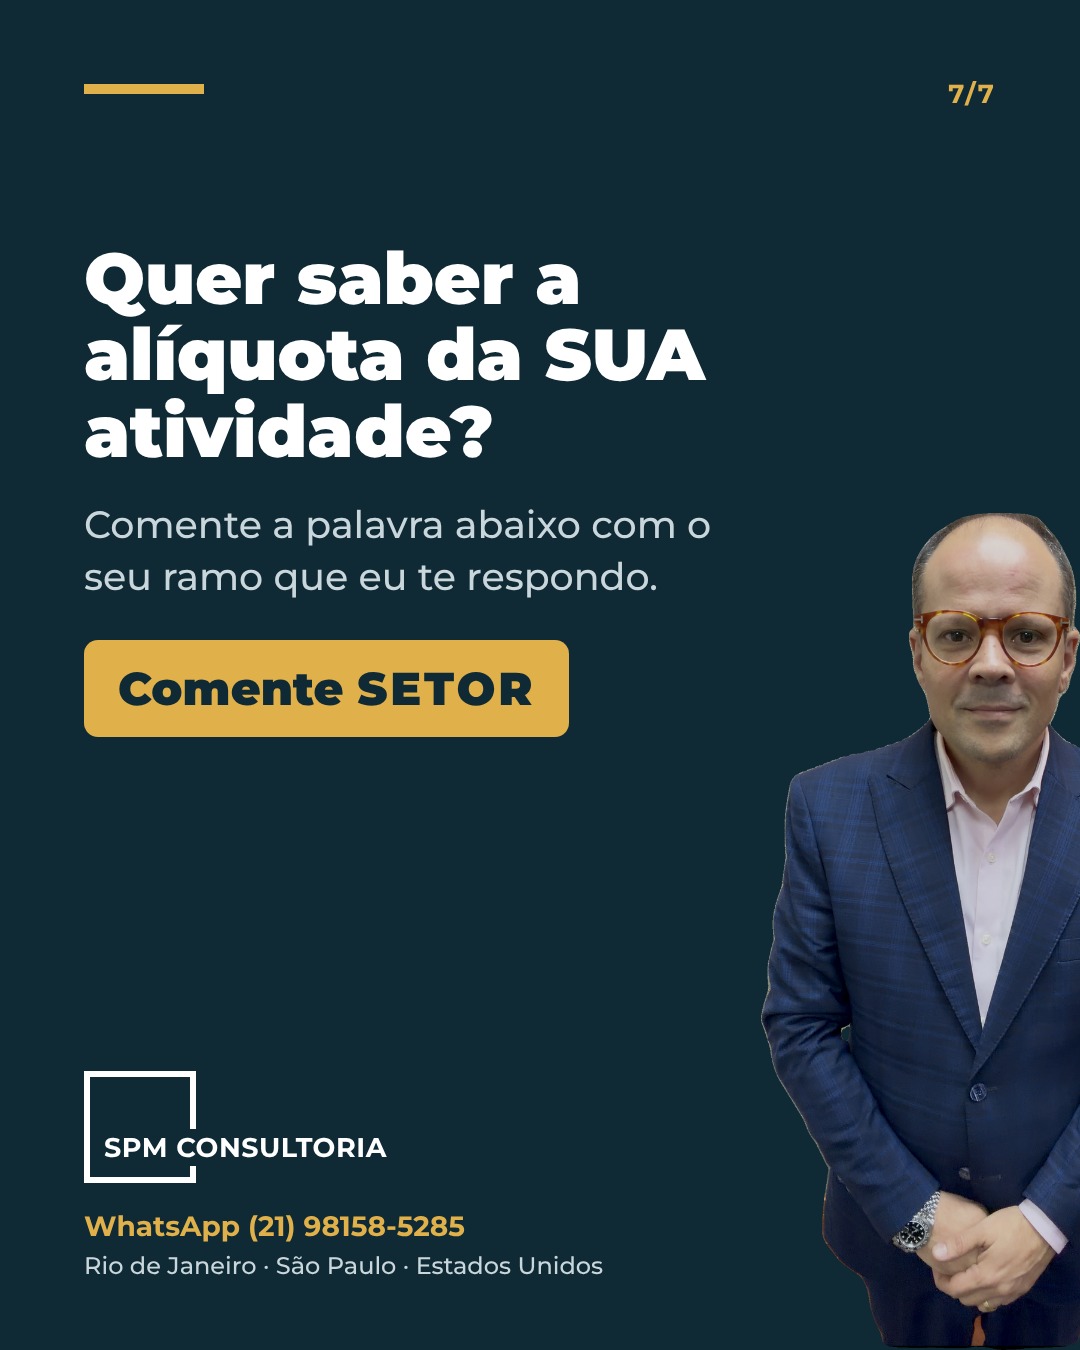 7/7
Quer saber a
alíquota da SUA
atividade?
Comente a palavra abaixo com o
seu ramo que eu te respondo.
Comente SETOR
SPM CONSULTORIA
WhatsApp (21) 98158-5285
Rio de Janeiro · São Paulo · Estados Unidos